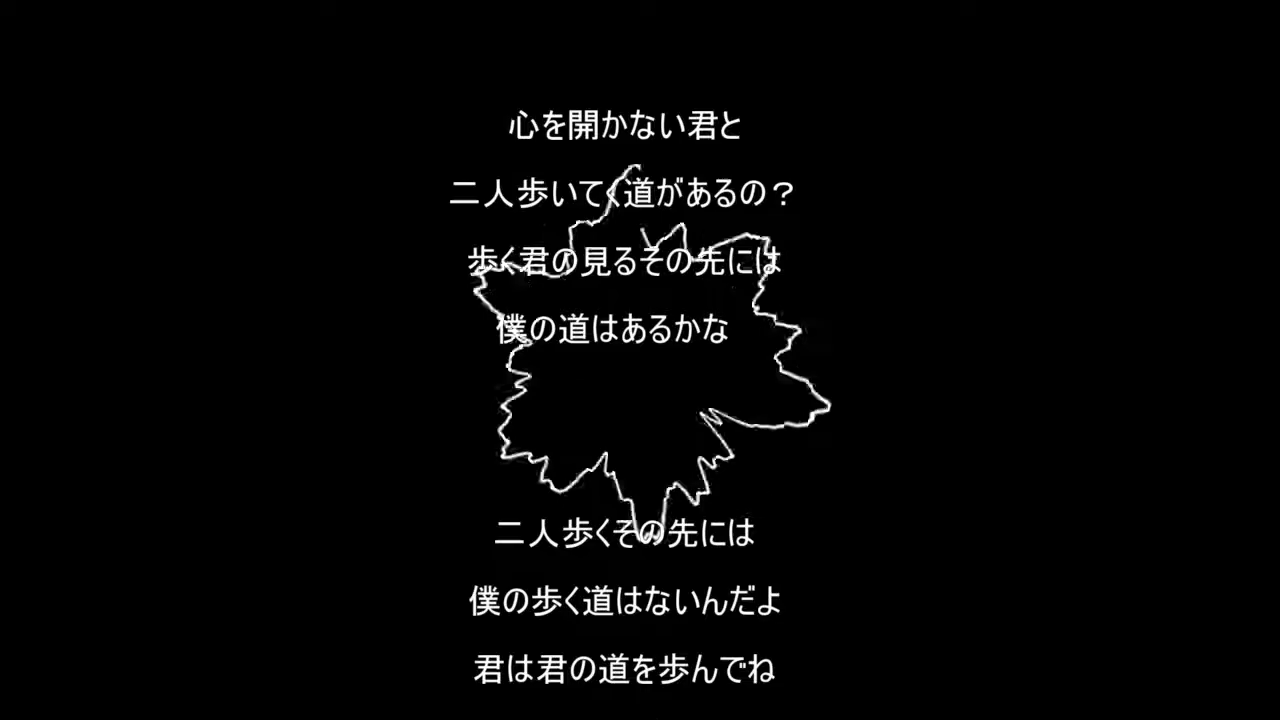 心を開かない君と
二人歩いてく道があるの？
歩く君の見るその先には
僕の道はあるかな
二人歩くその先には
僕の歩く道はないんだよ
君は君の道を歩んでね